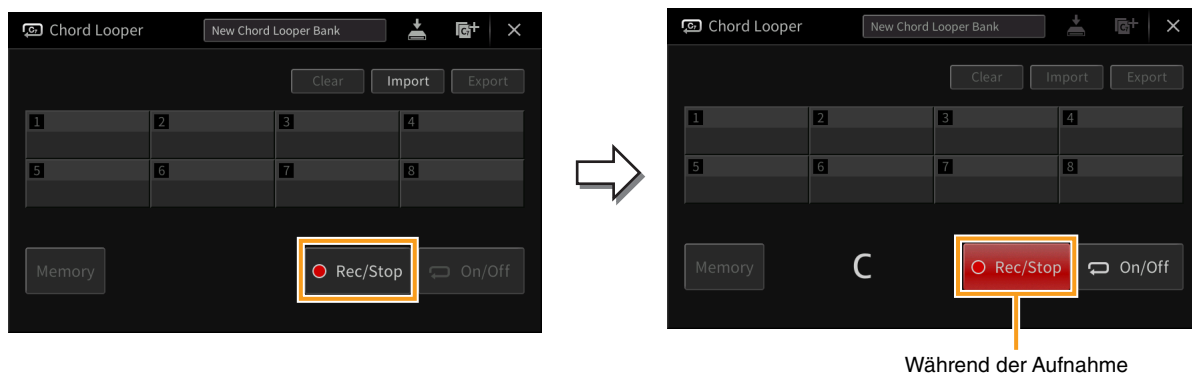 Chord Looper New Chord Looper Bank
Clear Import Export
1 2 3 4
5 6 7 8
Memory Rec/Stop On/Off
Chord Looper New Chord Looper Bank
Clear Import Export
1 2 3 4
5 6 7 8
Memory C Rec/Stop On/Off
Während der Aufnahme